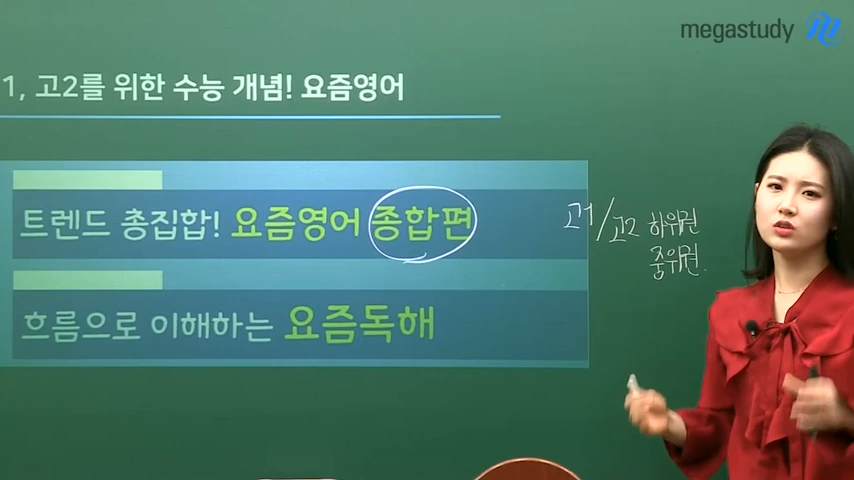 megastudy
1, 고2를 위한 수능 개념! 요즘영어
트렌드 총집합! 요즘영어 종합편
흐름으로 이해하는 요즘독해
고1/고2 하위권
중위권.